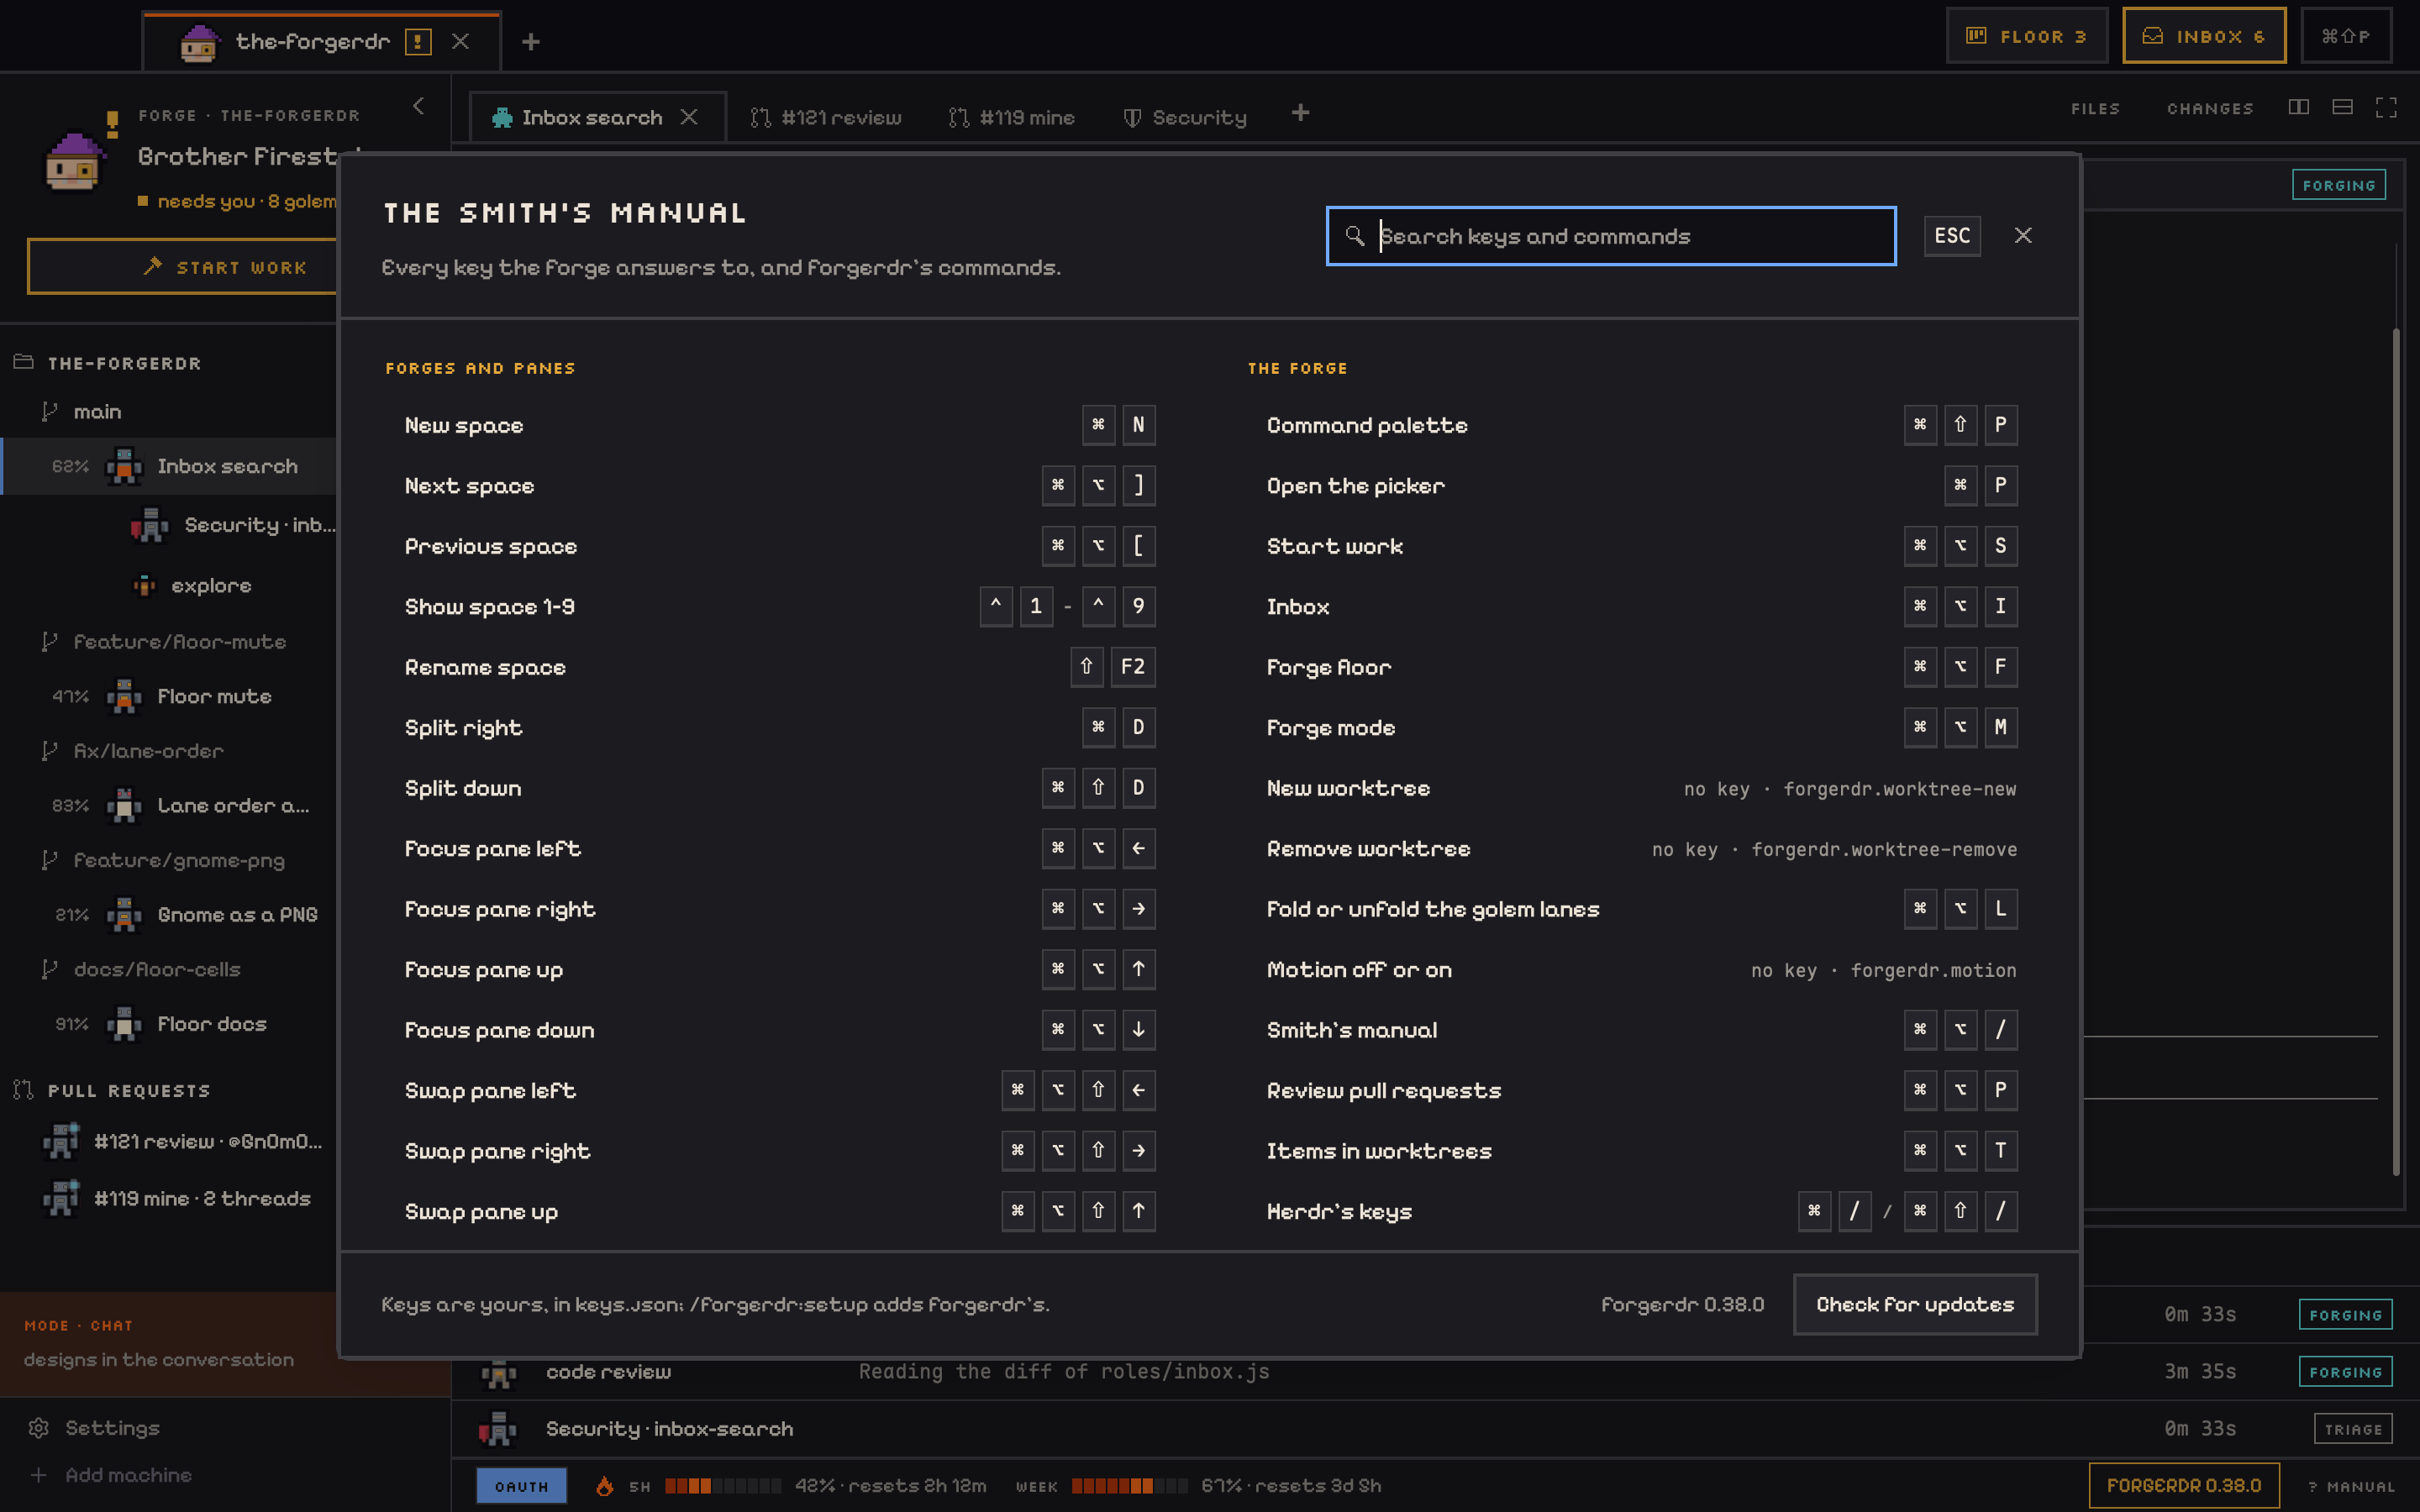 the-forgerdr
FLOOR 3
INBOX 6
⌘⇧P
FORGE · THE-FORGERDR
needs you · 8 golem
START WORK
THE-FORGERDR
main
62% Inbox search
Security · inb…
explore
feature/floor-mute
47% Floor mute
fix/lane-order
83% Lane order a…
feature/gnome-png
21% Gnome as a PNG
docs/floor-cells
91% Floor docs
PULL REQUESTS
#121 review · @Gn0m0…
#119 mine · 2 threads
MODE · CHAT
designs in the conversation
Settings
Add machine
Inbox search
#121 review
#119 mine
Security
FILES
CHANGES
FORGING
THE SMITH'S MANUAL
Every key the forge answers to, and forgerdr's commands.
Search keys and commands
ESC
FORGES AND PANES
New space ⌘ N
Next space ⌘ ⌥ ]
Previous space ⌘ ⌥ [
Show space 1-9 ^ 1 - ^ 9
Rename space ⇧ F2
Split right ⌘ D
Split down ⌘ ⇧ D
Focus pane left ⌘ ⌥ ←
Focus pane right ⌘ ⌥ →
Focus pane up ⌘ ⌥ ↑
Focus pane down ⌘ ⌥ ↓
Swap pane left ⌘ ⌥ ⇧ ←
Swap pane right ⌘ ⌥ ⇧ →
Swap pane up ⌘ ⌥ ⇧ ↑
THE FORGE
Command palette ⌘ ⇧ P
Open the picker ⌘ P
Start work ⌘ ⌥ S
Inbox ⌘ ⌥ I
Forge floor ⌘ ⌥ F
Forge mode ⌘ ⌥ M
New worktree no key · forgerdr.worktree-new
Remove worktree no key · forgerdr.worktree-remove
Fold or unfold the golem lanes ⌘ ⌥ L
Motion off or on no key · forgerdr.motion
Smith's manual ⌘ ⌥ /
Review pull requests ⌘ ⌥ P
Items in worktrees ⌘ ⌥ T
Herdr's keys ⌘ / / ⌘ ⇧ /
Keys are yours, in keys.json; /forgerdr:setup adds forgerdr's.
forgerdr 0.38.0
Check for updates
0m 33s FORGING
code review Reading the diff of roles/inbox.js 3m 35s FORGING
Security · inbox-search 0m 33s TRIAGE
OAUTH
5H 42% · resets 2h 12m
WEEK 67% · resets 3d 9h
FORGERDR 0.38.0
? MANUAL